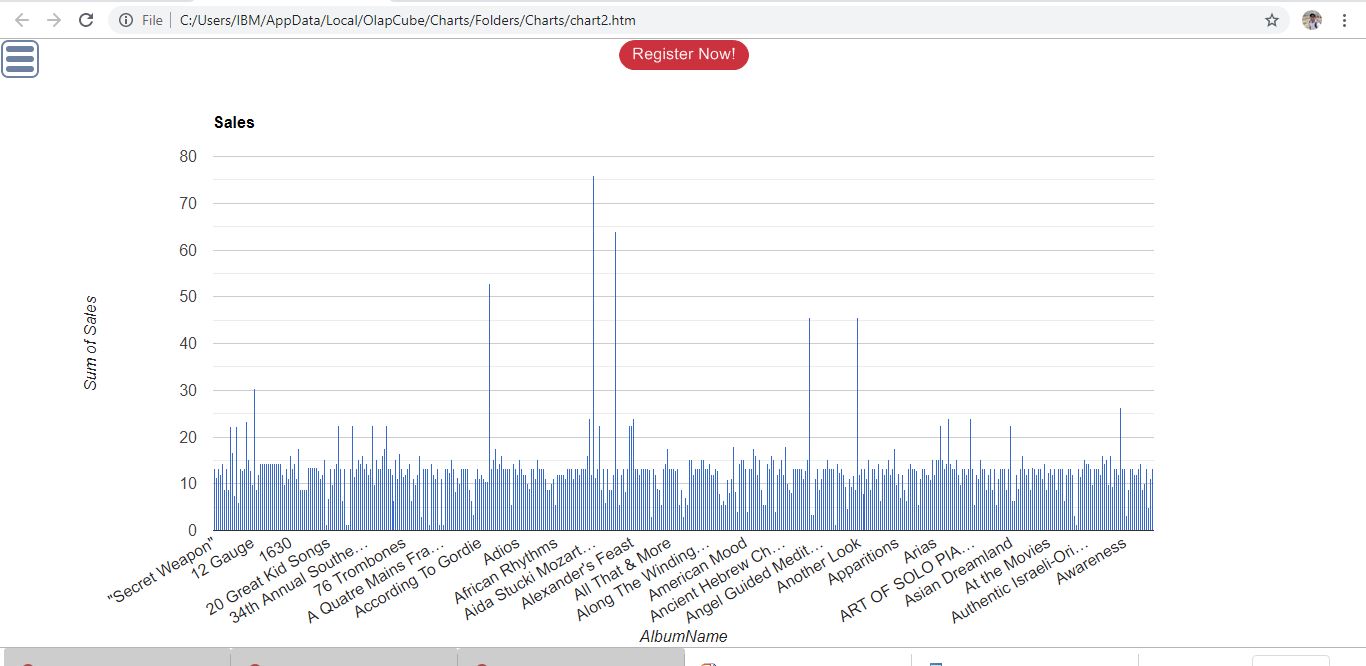 File
C:/Users/IBM/AppData/Local/OlapCube/Charts/Folders/Charts/chart2.htm
Register Now!
Sales
80
70
60
50
40
30
20
10
0
Sum of Sales
"Secret Weapon"
12 Gauge
1630
20 Great Kid Songs
34th Annual Southe…
76 Trombones
A Quatre Mains Fra…
According To Gordie
Adios
African Rhythms
Aida Stucki Mozart…
Alexander's Feast
All That & More
Along The Winding…
American Mood
Ancient Hebrew Ch…
Angel Guided Medit…
Another Look
Apparitions
Arias
ART OF SOLO PIA…
Asian Dreamland
At the Movies
Authentic Israeli-Ori…
Awareness
AlbumName